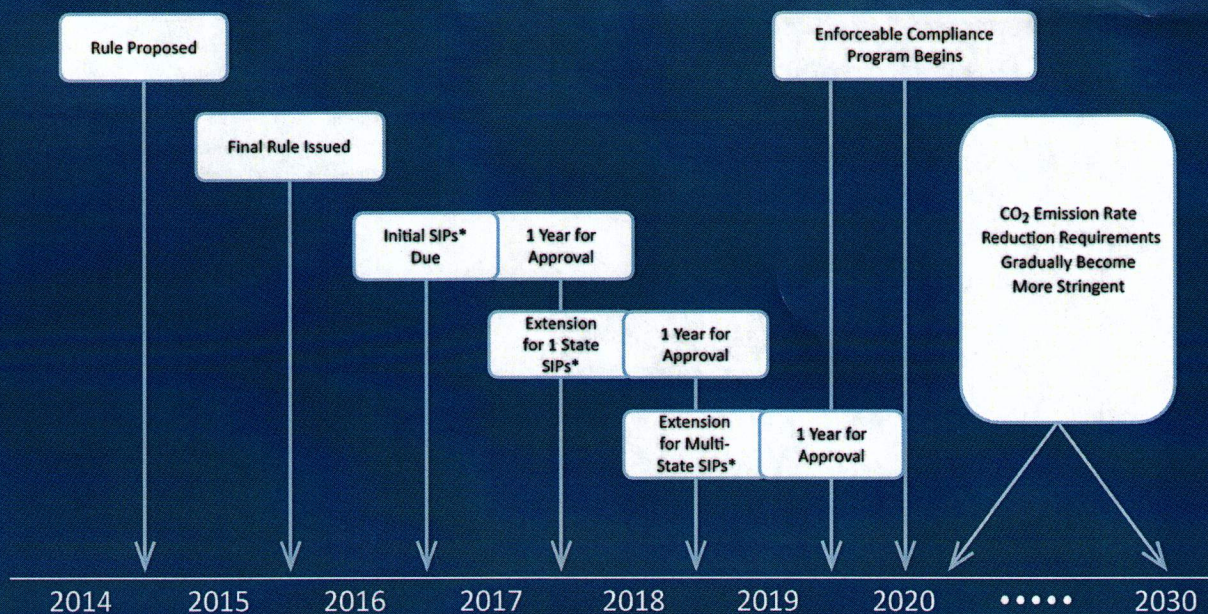 Rule Proposed
Enforceable Compliance
Program Begins
Final Rule Issued
CO₂ Emission Rate
Reduction Requirements
Gradually Become
More Stringent
Initial SIPs*
Due
1 Year for
Approval
Extension
for 1 State
SIPs*
1 Year for
Approval
Extension
for Multi-
State SIPs*
1 Year for
Approval
2014 2015 2016 2017 2018 2019 2020 ••••• 2030